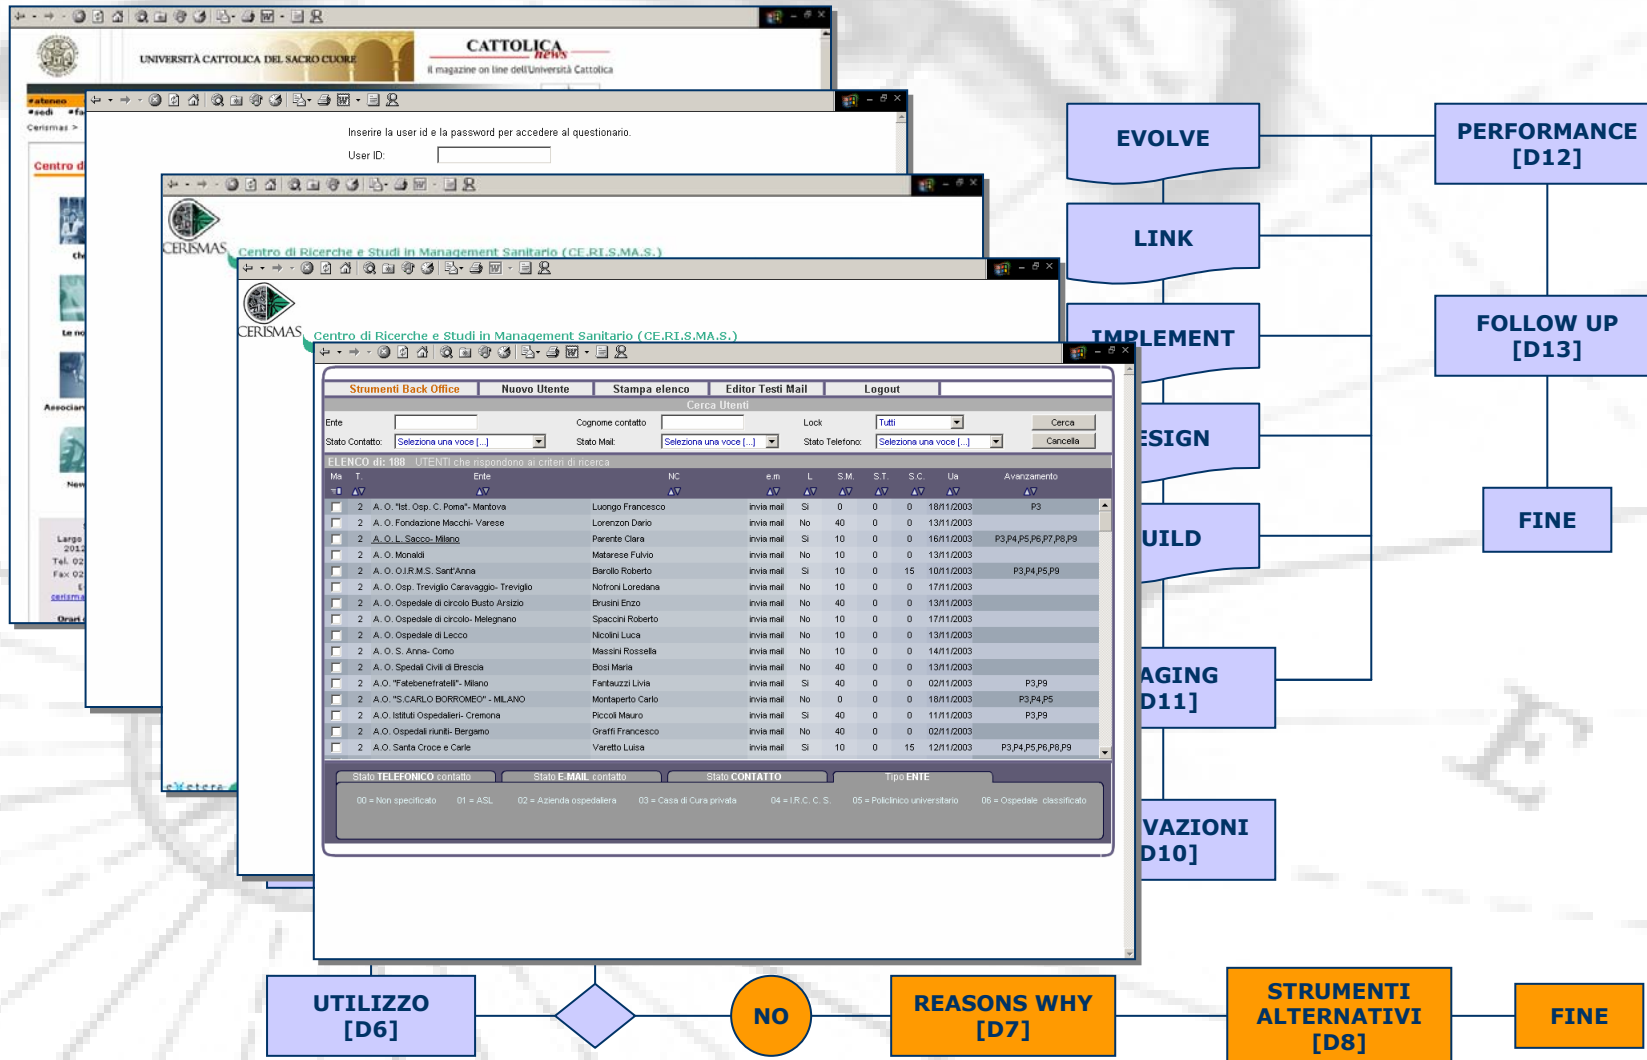 UNIVERSITÀ CATTOLICA DEL SACRO CUORE
CATTOLICA
news
il magazine on line dell'Università Cattolica
ateneo
sedi
Cerismas >
Centro d
Le no
Associan
New
Largo
2012
Tel. 02
Fax 02
E
cerisma
Orari
Inserire la user id e la password per accedere al questionario.
User ID:
CERISMAS
Centro di Ricerche e Studi in Management Sanitario (CE.RI.S.MA.S.)
CERISMAS
Centro di Ricerche e Studi in Management Sanitario (CE.RI.S.MA.S.)
Strumenti Back Office Nuovo Utente Stampa elenco Editor Testi Mail Logout
Cerca Utenti
Ente Cognome contatto Lock Tutti Cerca
Stato Contatto: Seleziona una voce [...] Stato Mail: Seleziona una voce [...] Stato Telefono: Seleziona una voce [...] Cancella
ELENCO di: 188 UTENTI che rispondono ai criteri di ricerca
Ma T. Ente NC e.m L S.M. S.T. S.C. Ua Avanzamento
2 A. O. "Ist. Osp. C. Poma"- Mantova Luongo Francesco invia mail Si 0 0 0 18/11/2003 P3
2 A. O. Fondazione Macchi- Varese Lorenzon Dario invia mail No 40 0 0 13/11/2003
2 A. O. L. Sacco- Milano Parente Clara invia mail Si 10 0 0 16/11/2003 P3,P4,P5,P6,P7,P8,P9
2 A. O. Monaldi Matarese Fulvio invia mail No 10 0 0 13/11/2003
2 A. O. O.I.R.M.S. Sant'Anna Barollo Roberto invia mail Si 10 0 15 10/11/2003 P3,P4,P5,P9
2 A. O. Osp. Treviglio Caravaggio- Treviglio Nofroni Loredana invia mail No 10 0 0 17/11/2003
2 A. O. Ospedale di circolo Busto Arsizio Brusini Enzo invia mail No 40 0 0 13/11/2003
2 A. O. Ospedale di circolo- Melegnano Spaccini Roberto invia mail No 10 0 0 17/11/2003
2 A. O. Ospedale di Lecco Nicolini Luca invia mail No 10 0 0 13/11/2003
2 A. O. S. Anna- Como Massini Rossella invia mail No 10 0 0 14/11/2003
2 A. O. Spedali Civili di Brescia Bosi Maria invia mail No 40 0 0 13/11/2003
2 A.O. "Fatebenefratelli"- Milano Fantauzzi Livia invia mail Si 40 0 0 02/11/2003 P3,P9
2 A.O. "S.CARLO BORROMEO" - MILANO Montaperto Carlo invia mail No 0 0 0 18/11/2003 P3,P4,P5
2 A.O. Istituti Ospedalieri- Cremona Piccoli Mauro invia mail Si 40 0 0 11/11/2003 P3,P9
2 A.O. Ospedali riuniti- Bergamo Graffi Francesco invia mail No 40 0 0 02/11/2003
2 A.O. Santa Croce e Carle Varetto Luisa invia mail Si 10 0 15 12/11/2003 P3,P4,P5,P6,P8,P9
Stato TELEFONICO contatto Stato E-MAIL contatto Stato CONTATTO Tipo ENTE
00 = Non specificato 01 = ASL 02 = Azienda ospedaliera 03 = Casa di Cura privata 04 = I.R.C. C. S. 05 = Policlinico universitario 06 = Ospedale classificato
EVOLVE
LINK
IMPLEMENT
ESIGN
UILD
AGING
D11]
VAZIONI
D10]
PERFORMANCE
[D12]
FOLLOW UP
[D13]
FINE
UTILIZZO
[D6]
NO
REASONS WHY
[D7]
STRUMENTI
ALTERNATIVI
[D8]
FINE